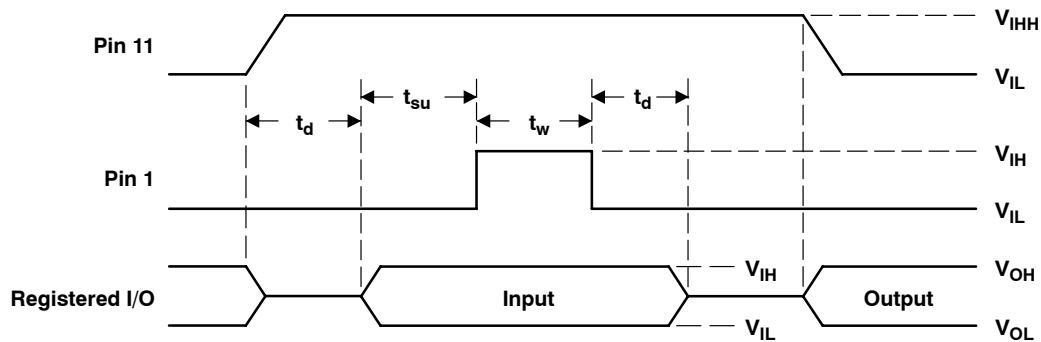 V_IHH
Pin 11
V_IL
t_su
t_d
t_d
t_w
V_IH
Pin 1
V_IL
V_IH
V_OH
Registered I/O
Input
Output
V_IL
V_OL